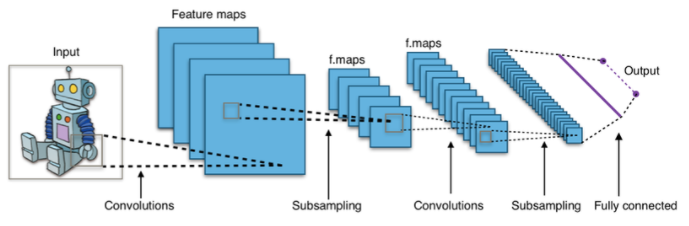 Feature maps
Input
f.maps
f.maps
Output
Convolutions
Subsampling
Convolutions
Subsampling
Fully connected